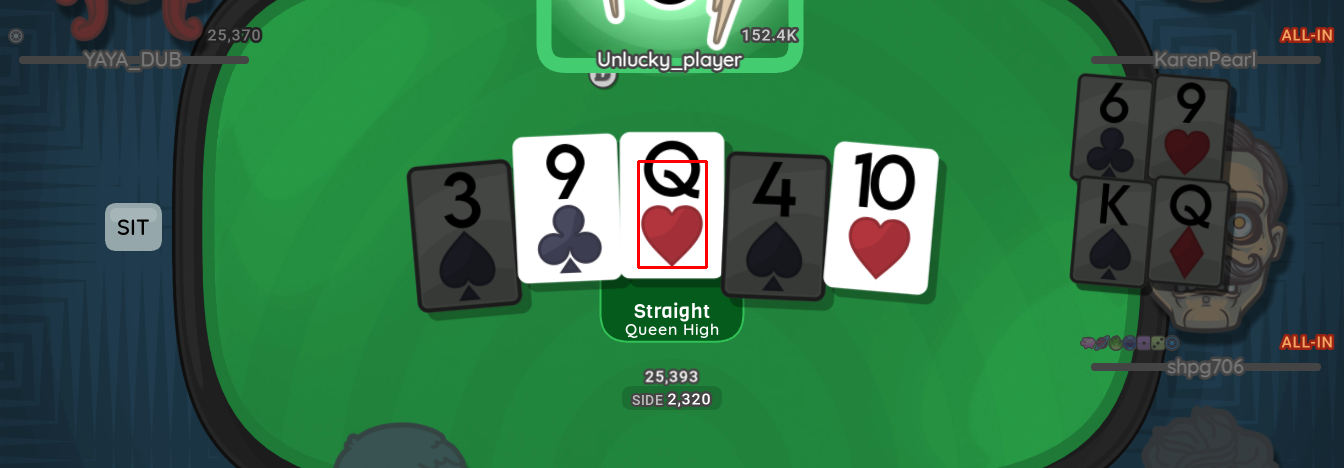 25,370
YAYA_DUB
152.4K
Unlucky_player
ALL-IN
KarenPearl
6 9
K Q
3 9 Q 4 10
SIT
Straight
Queen High
25,393
SIDE 2,320
ALL-IN
shpg706